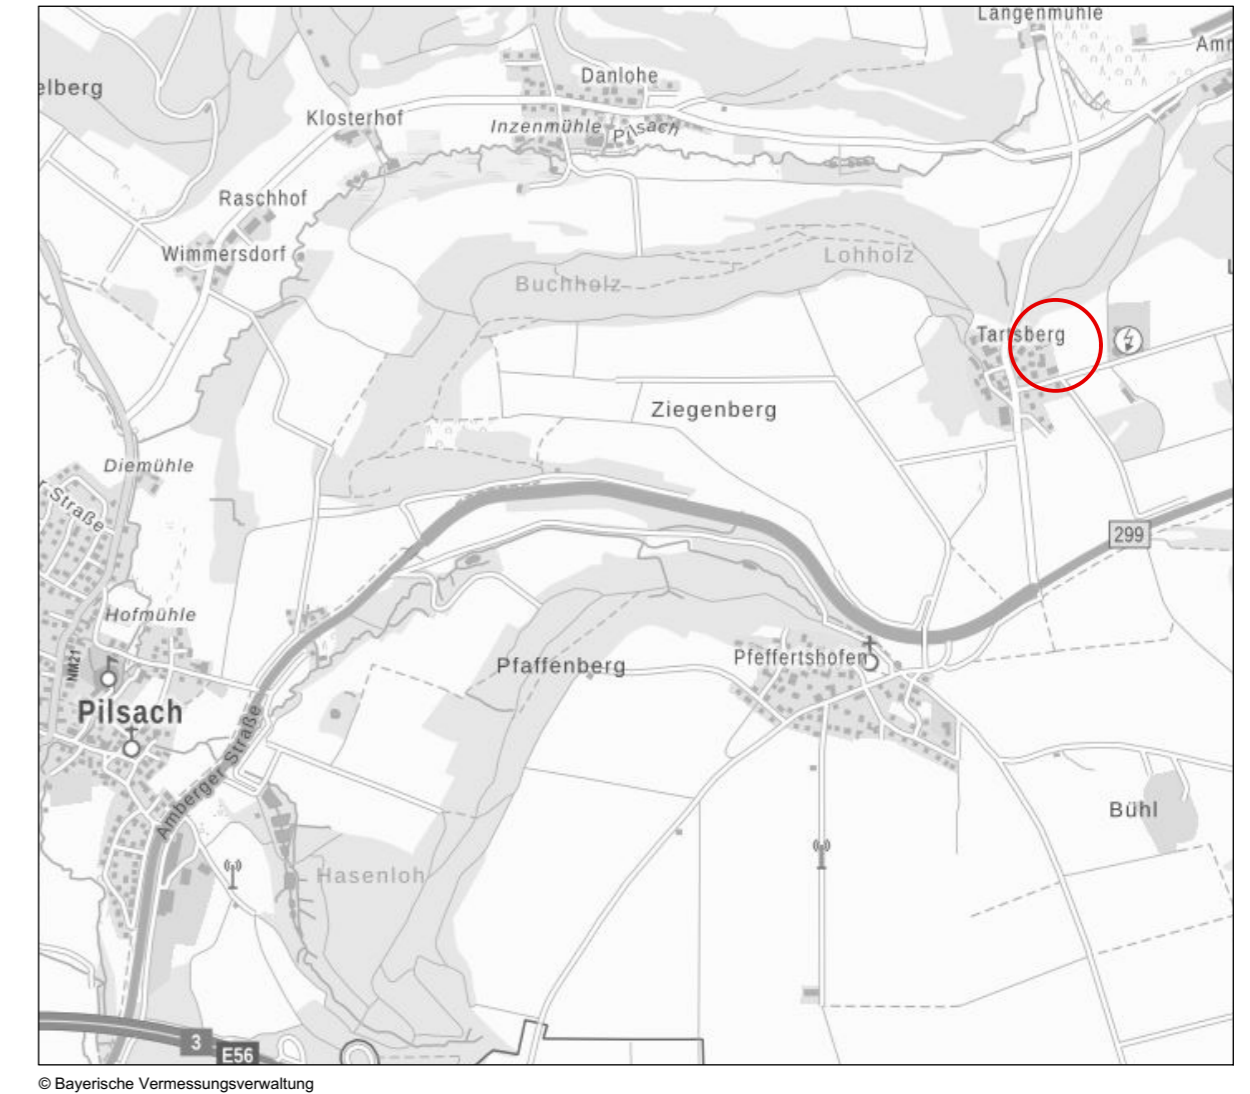 Langenmühle
Danlohe
elberg
Klosterhof
Inzenmühle
Pilsach
Raschhof
Wimmersdorf
Lohholz
Buchholz
Tartsberg
Ziegenberg
Diemühle
r Straße
299
Hofmühle
NM21
Pfaffenberg
Pfeffertshofen
Pilsach
Amberger Straße
Bühl
Hasenloh
3
E56
© Bayerische Vermessungsverwaltung